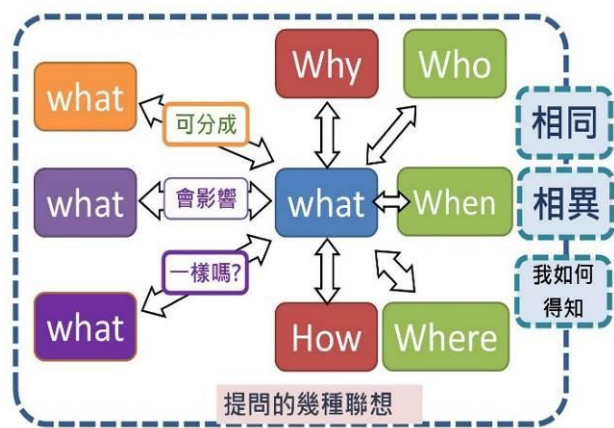 Why
Who
what
可分成
相同
what
會影響
what
When
相異
what
一樣嗎?
How
Where
我如何
得知
提問的幾種聯想